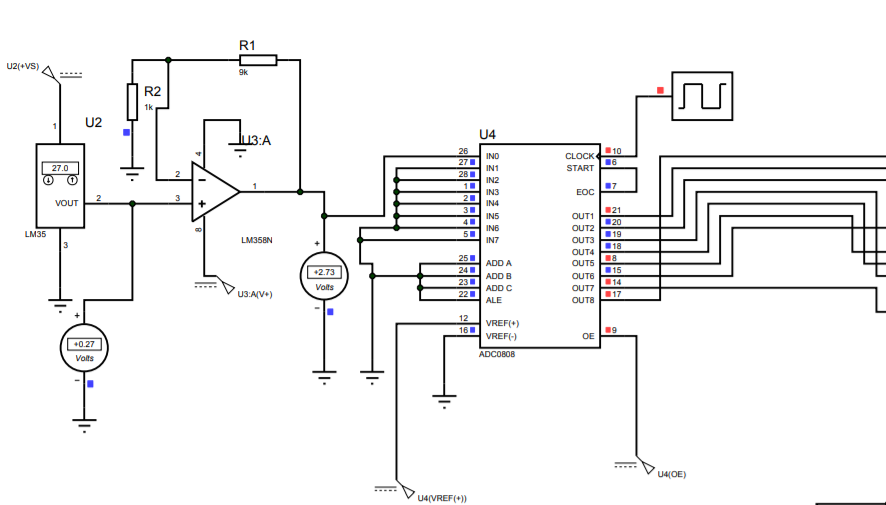 U2(+VS)
1
U2
27.0
VOUT
2
LM35
3
R2
1k
R1
9k
U3:A
4
2
3
1
8
LM358N
U3:A(V+)
+
+0.27
Volts
−
+
+2.73
Volts
−
U4
26 IN0 CLOCK 10
27 IN1 START 6
28 IN2
1 IN3 EOC 7
2 IN4
3 IN5 OUT1 21
4 IN6 OUT2 20
5 IN7 OUT3 19
OUT4 18
25 ADD A OUT5 8
24 ADD B OUT6 15
23 ADD C OUT7 14
22 ALE OUT8 17
12 VREF(+)
16 VREF(-) OE 9
ADC0808
U4(VREF(+))
U4(OE)